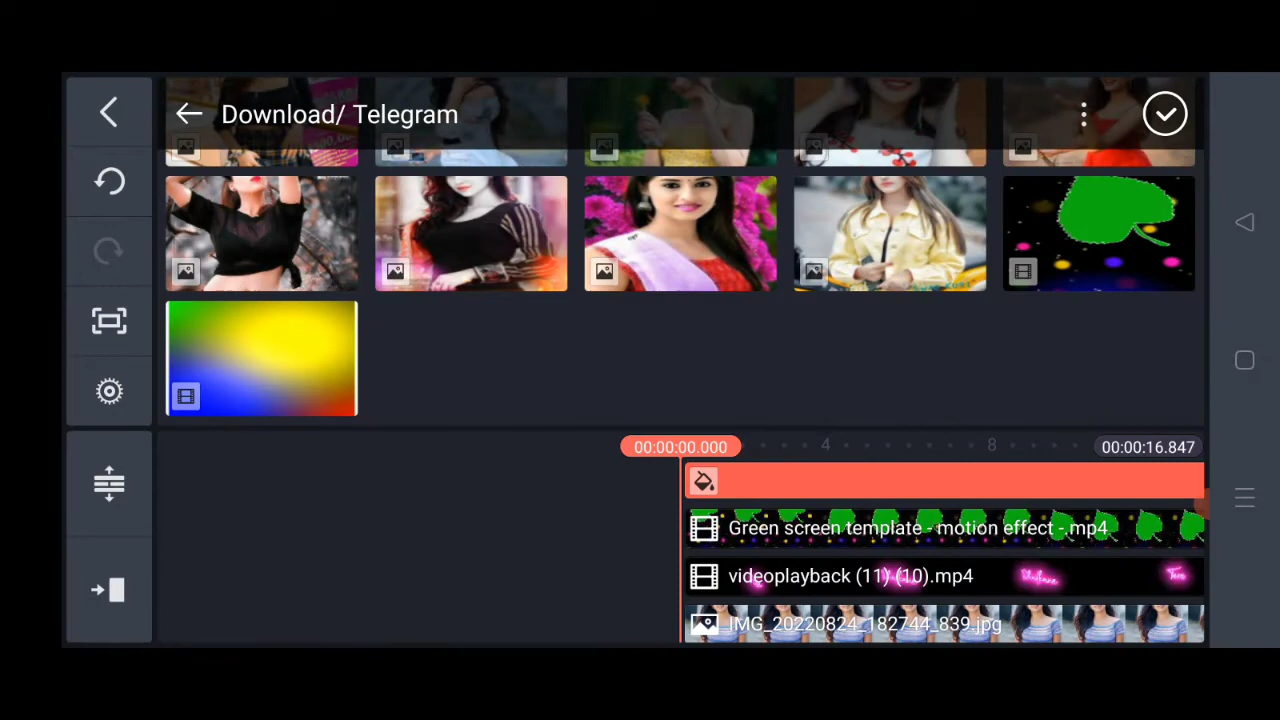 Download/ Telegram
00:00:00.000
4
8
00:00:16.847
Green screen template - motion effect -.mp4
videoplayback (11) (10).mp4
IMG_20220824_182744_839.jpg